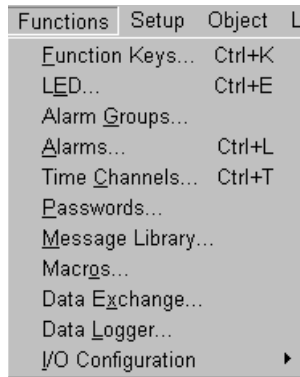 Functions Setup Object L
Function Keys... Ctrl+K
LED... Ctrl+E
Alarm Groups...
Alarms... Ctrl+L
Time Channels... Ctrl+T
Passwords...
Message Library...
Macros...
Data Exchange...
Data Logger...
I/O Configuration